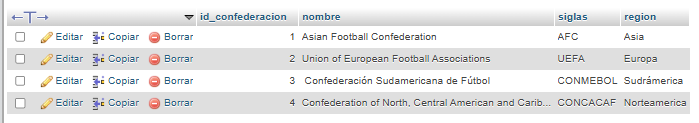 id_confederacion nombre siglas region
Editar Copiar Borrar 1 Asian Football Confederation AFC Asia
Editar Copiar Borrar 2 Union of European Football Associations UEFA Europa
Editar Copiar Borrar 3 Confederación Sudamericana de Fútbol CONMEBOL Sudrámerica
Editar Copiar Borrar 4 Confederation of North, Central American and Carib... CONCACAF Norteamerica